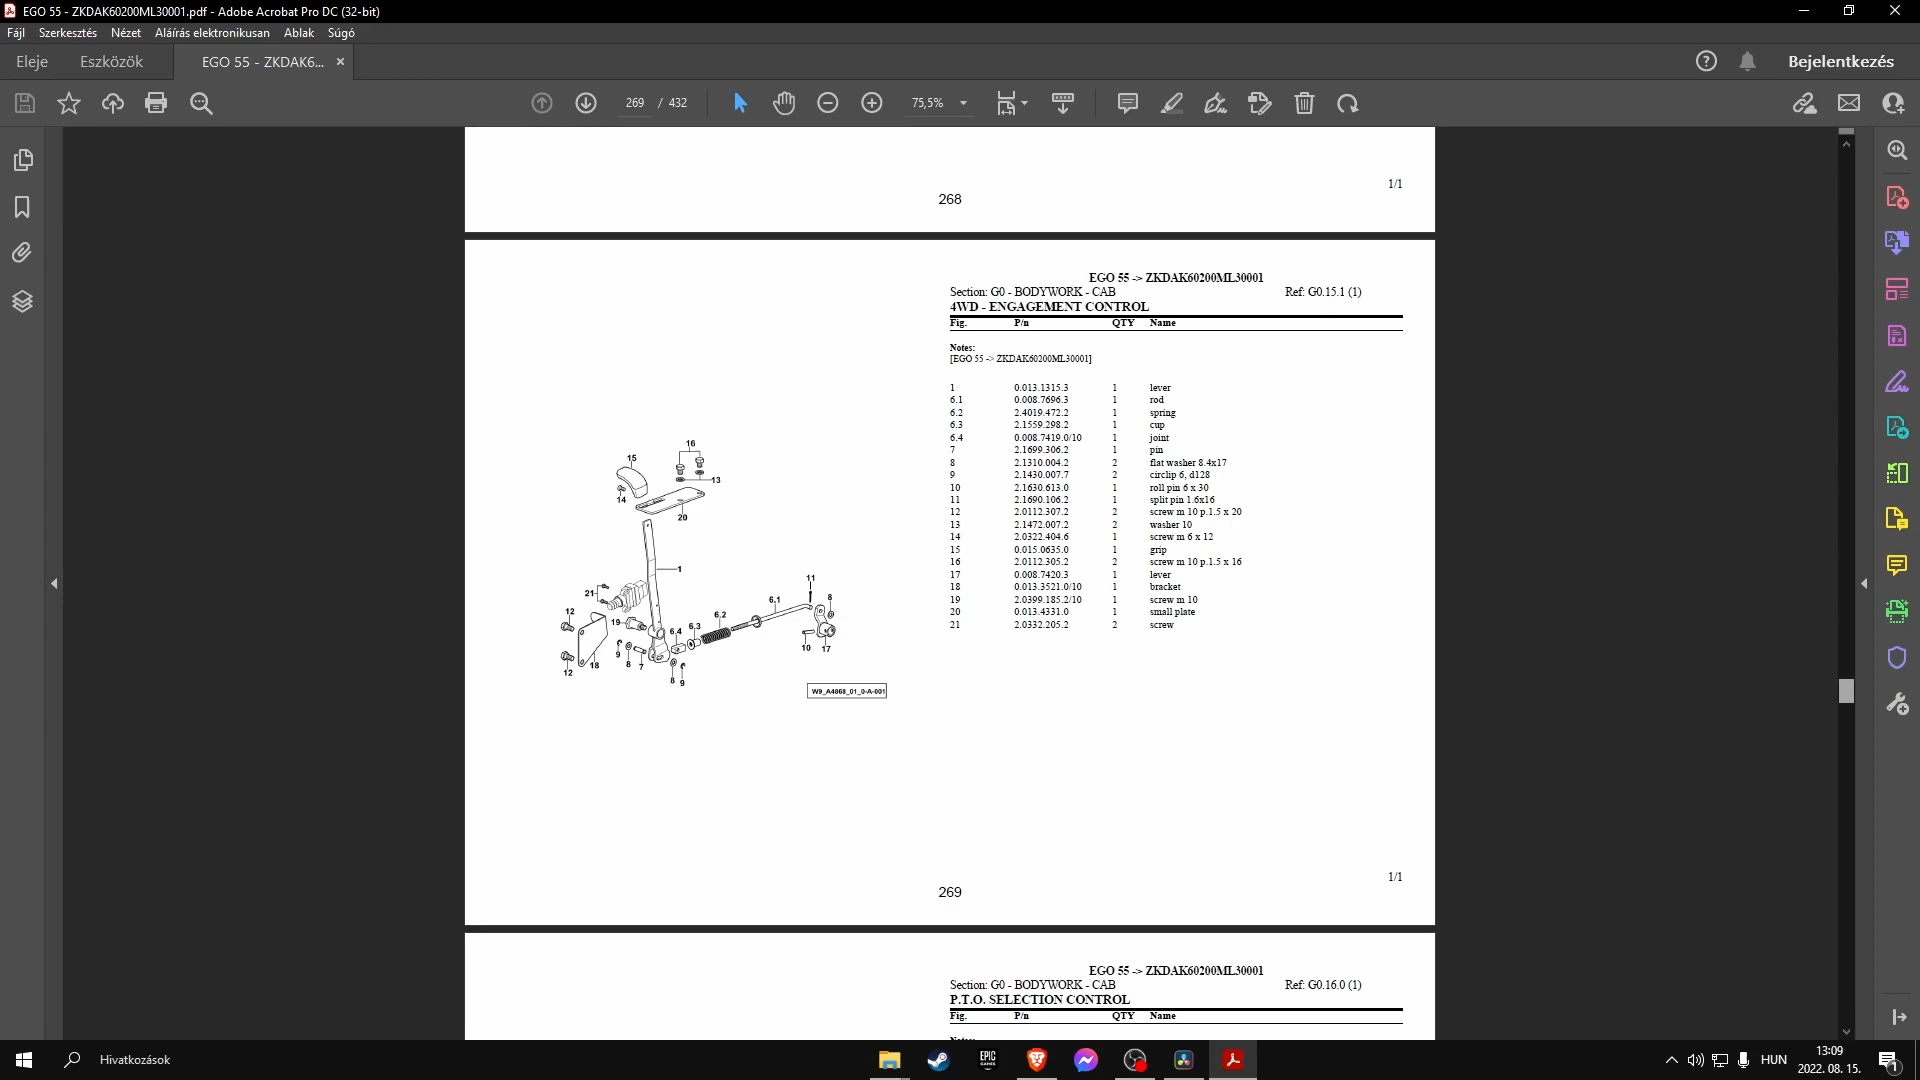 EGO 55 - ZKDAK60200ML30001.pdf - Adobe Acrobat Pro DC (32-bit)
Fájl Szerkesztés Nézet Aláírás elektronikusan Ablak Súgó
Eleje Eszközök EGO 55 - ZKDAK6... × Bejelentkezés
269 / 432 75,5%
1/1
268
EGO 55 -> ZKDAK60200ML30001
Section: G0 - BODYWORK - CAB Ref: G0.15.1 (1)
4WD - ENGAGEMENT CONTROL
Fig. P/n QTY Name
Notes:
[EGO 55 -> ZKDAK60200ML30001]
1 0.013.1315.3 1 lever
6.1 0.008.7696.3 1 rod
6.2 2.4019.472.2 1 spring
6.3 2.1559.298.2 1 cup
6.4 0.008.7419.0/10 1 joint
7 2.1699.306.2 1 pin
8 2.1310.004.2 2 flat washer 8.4x17
9 2.1430.007.7 2 circlip 6, d128
10 2.1630.613.0 1 roll pin 6 x 30
11 2.1690.106.2 1 split pin 1.6x16
12 2.0112.307.2 2 screw m 10 p.1.5 x 20
13 2.1472.007.2 2 washer 10
14 2.0322.404.6 1 screw m 6 x 12
15 0.015.0635.0 1 grip
16 2.0112.305.2 2 screw m 10 p.1.5 x 16
17 0.008.7420.3 1 lever
18 0.013.3521.0/10 1 bracket
19 2.0399.185.2/10 1 screw m 10
20 0.013.4331.0 1 small plate
21 2.0332.205.2 2 screw
16
15
13
14
20
1
11
21 6.1 8
12 6.2
19 6.4 6.3
9 8 7 10 17
12 18
8 9
W9_A4868_01_0-A-001
1/1
269
EGO 55 -> ZKDAK60200ML30001
Section: G0 - BODYWORK - CAB Ref: G0.16.0 (1)
P.T.O. SELECTION CONTROL
Fig. P/n QTY Name
Hivatkozások EPIC GAMES HUN 13:09
2022. 08. 15. 1